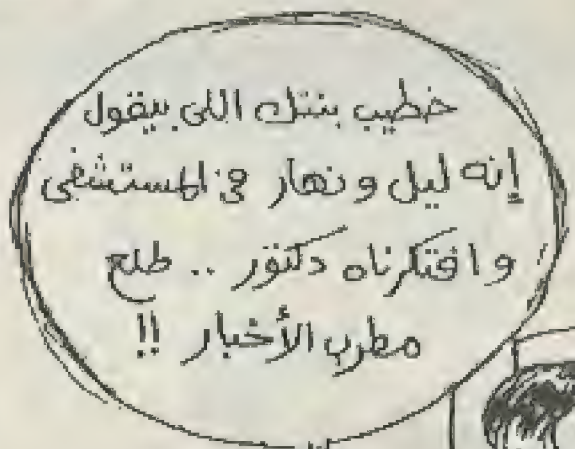 خطيب بنتك اللى بيقول
إنه ليل ونهار فى المستشفى
وافتكرناه دكتور .. طلع
مطرب الأخبار !!